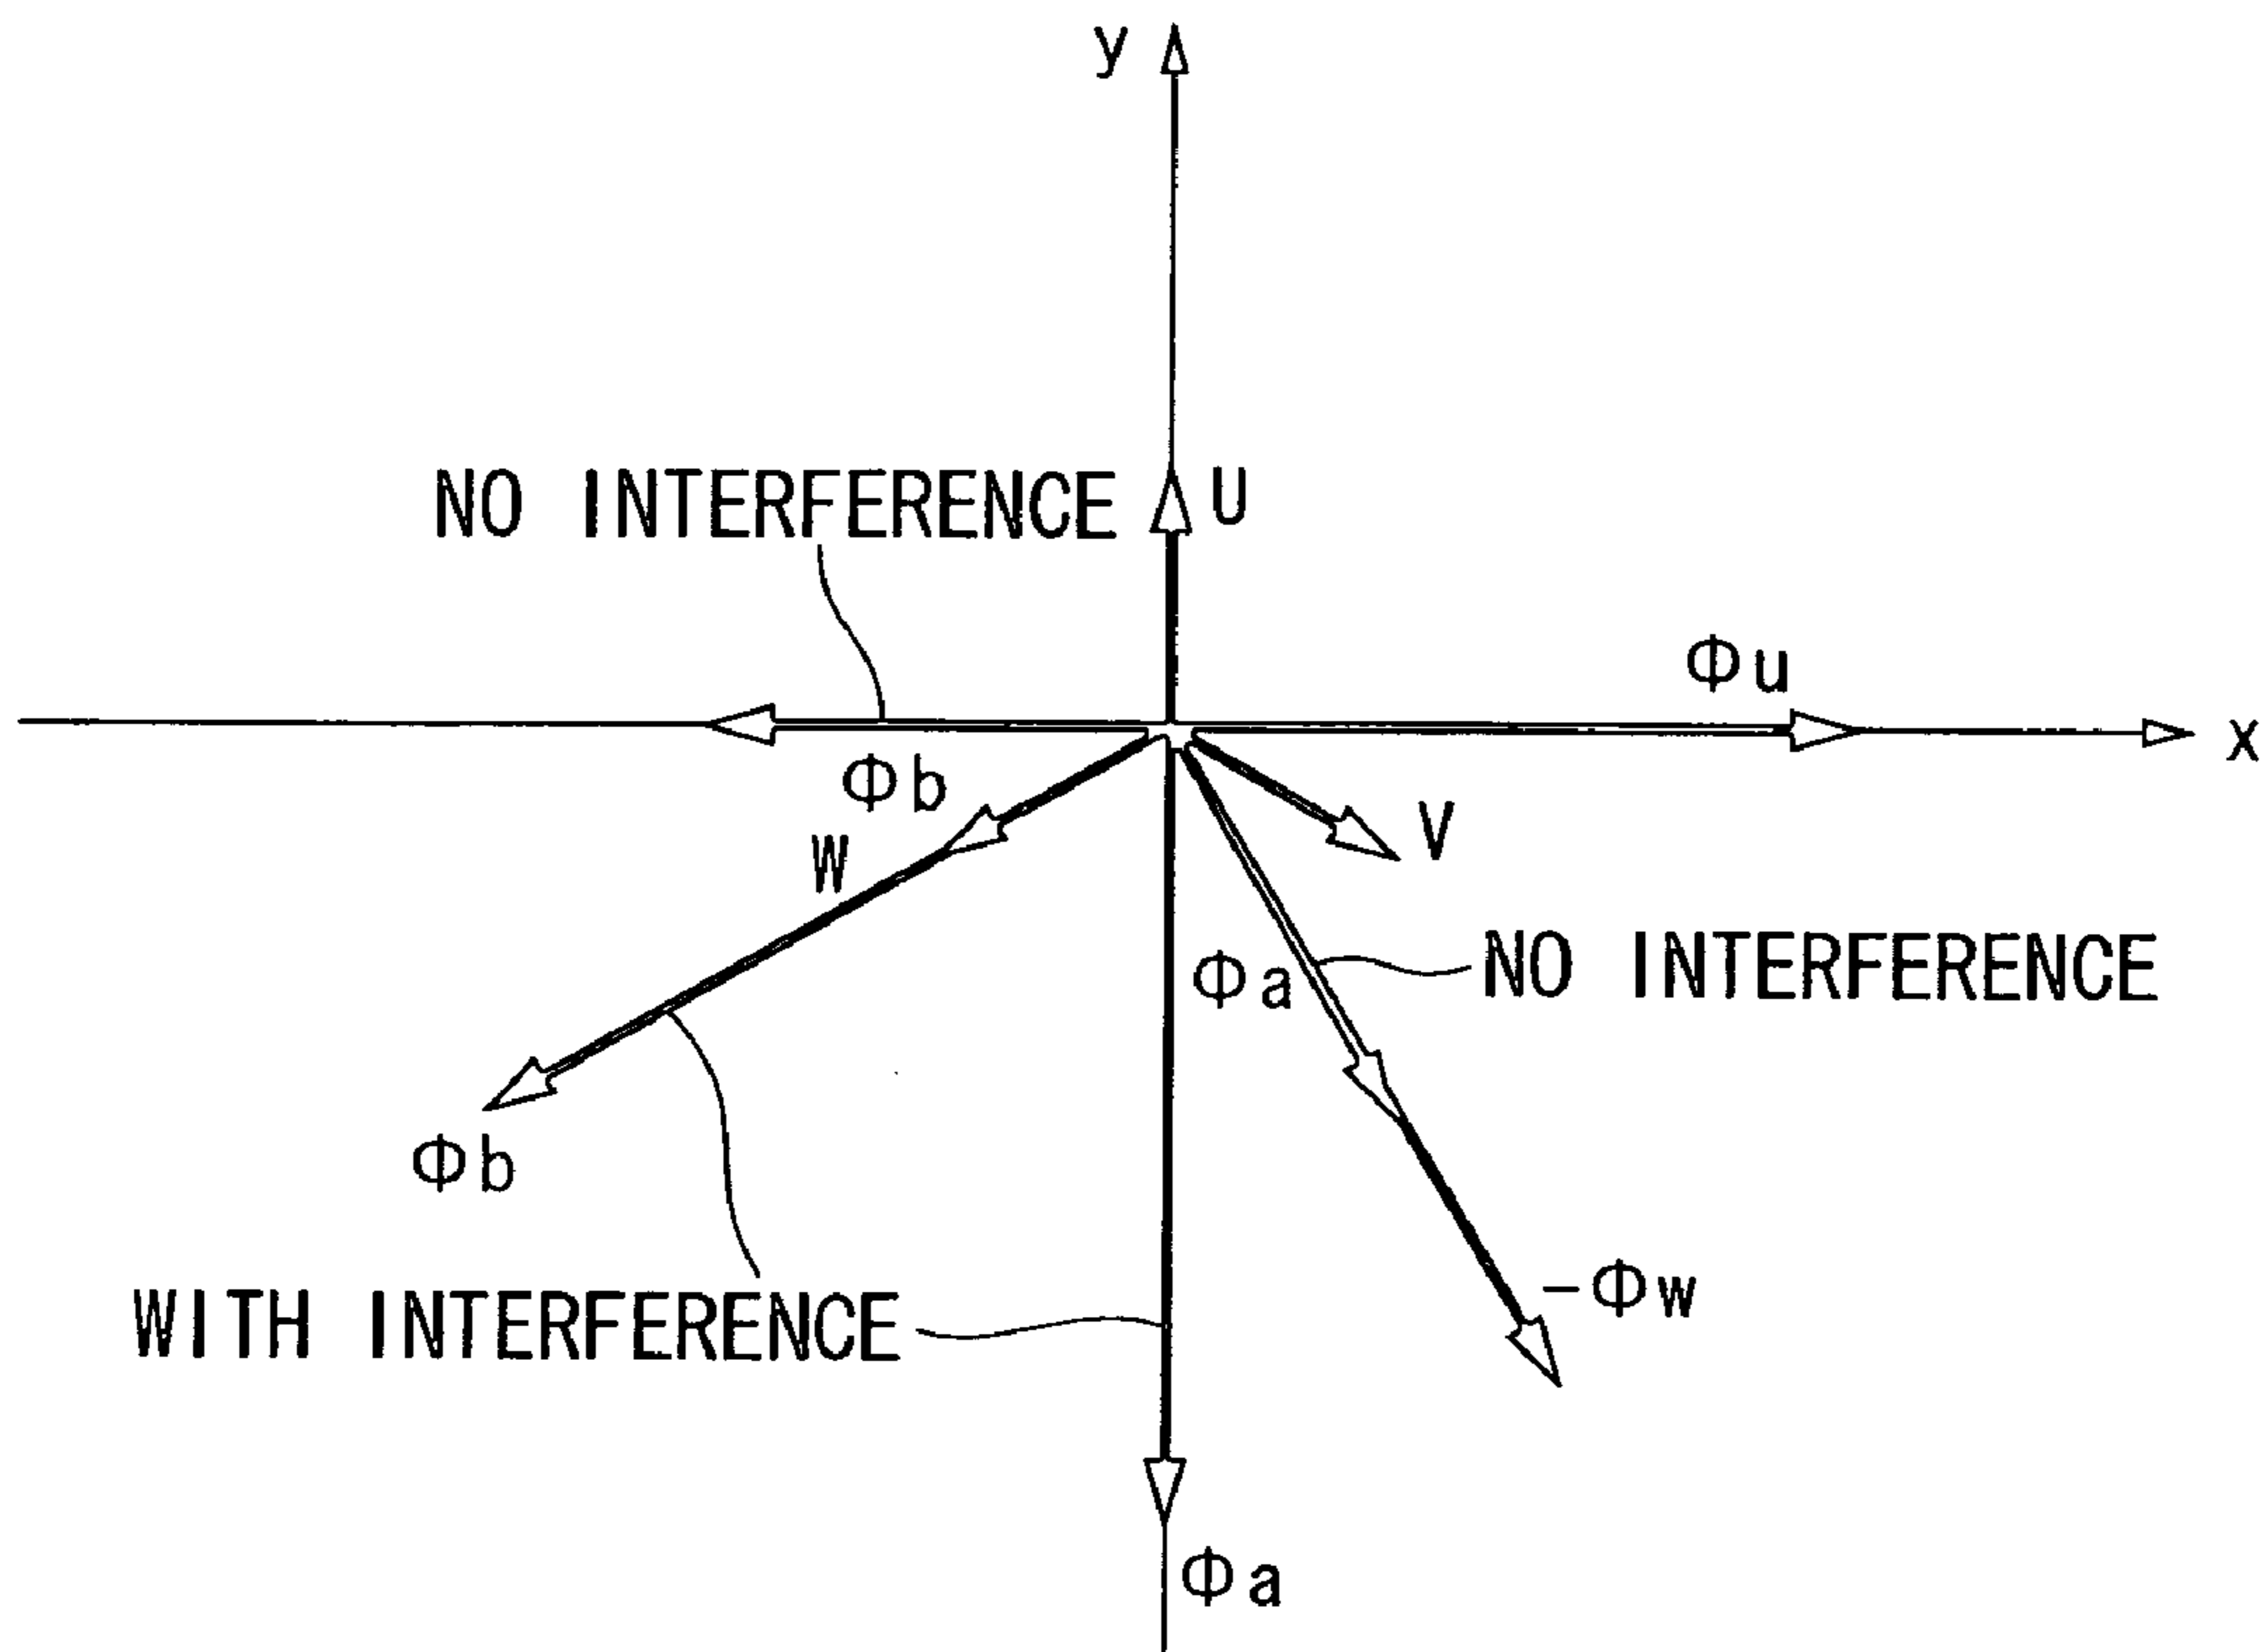 y
NO INTERFERENCE
U
Φu
x
Φb
W
V
Φa
NO INTERFERENCE
Φb
-Φw
WITH INTERFERENCE
Φa